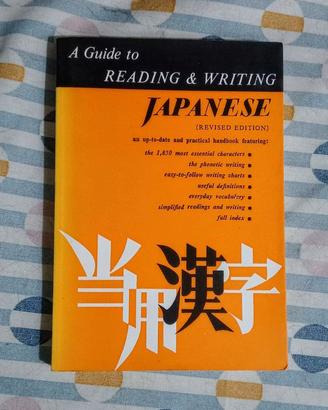 A Guide to
READING & WRITING
JAPANESE
(REVISED EDITION)
an up-to-date and practical handbook featuring:
the 1,850 most essential characters ●
the phonetic writing ●
easy-to-follow writing charts ●
useful definitions ●
everyday vocabulary ●
simplified readings and writing ●
full index ●
当用漢字